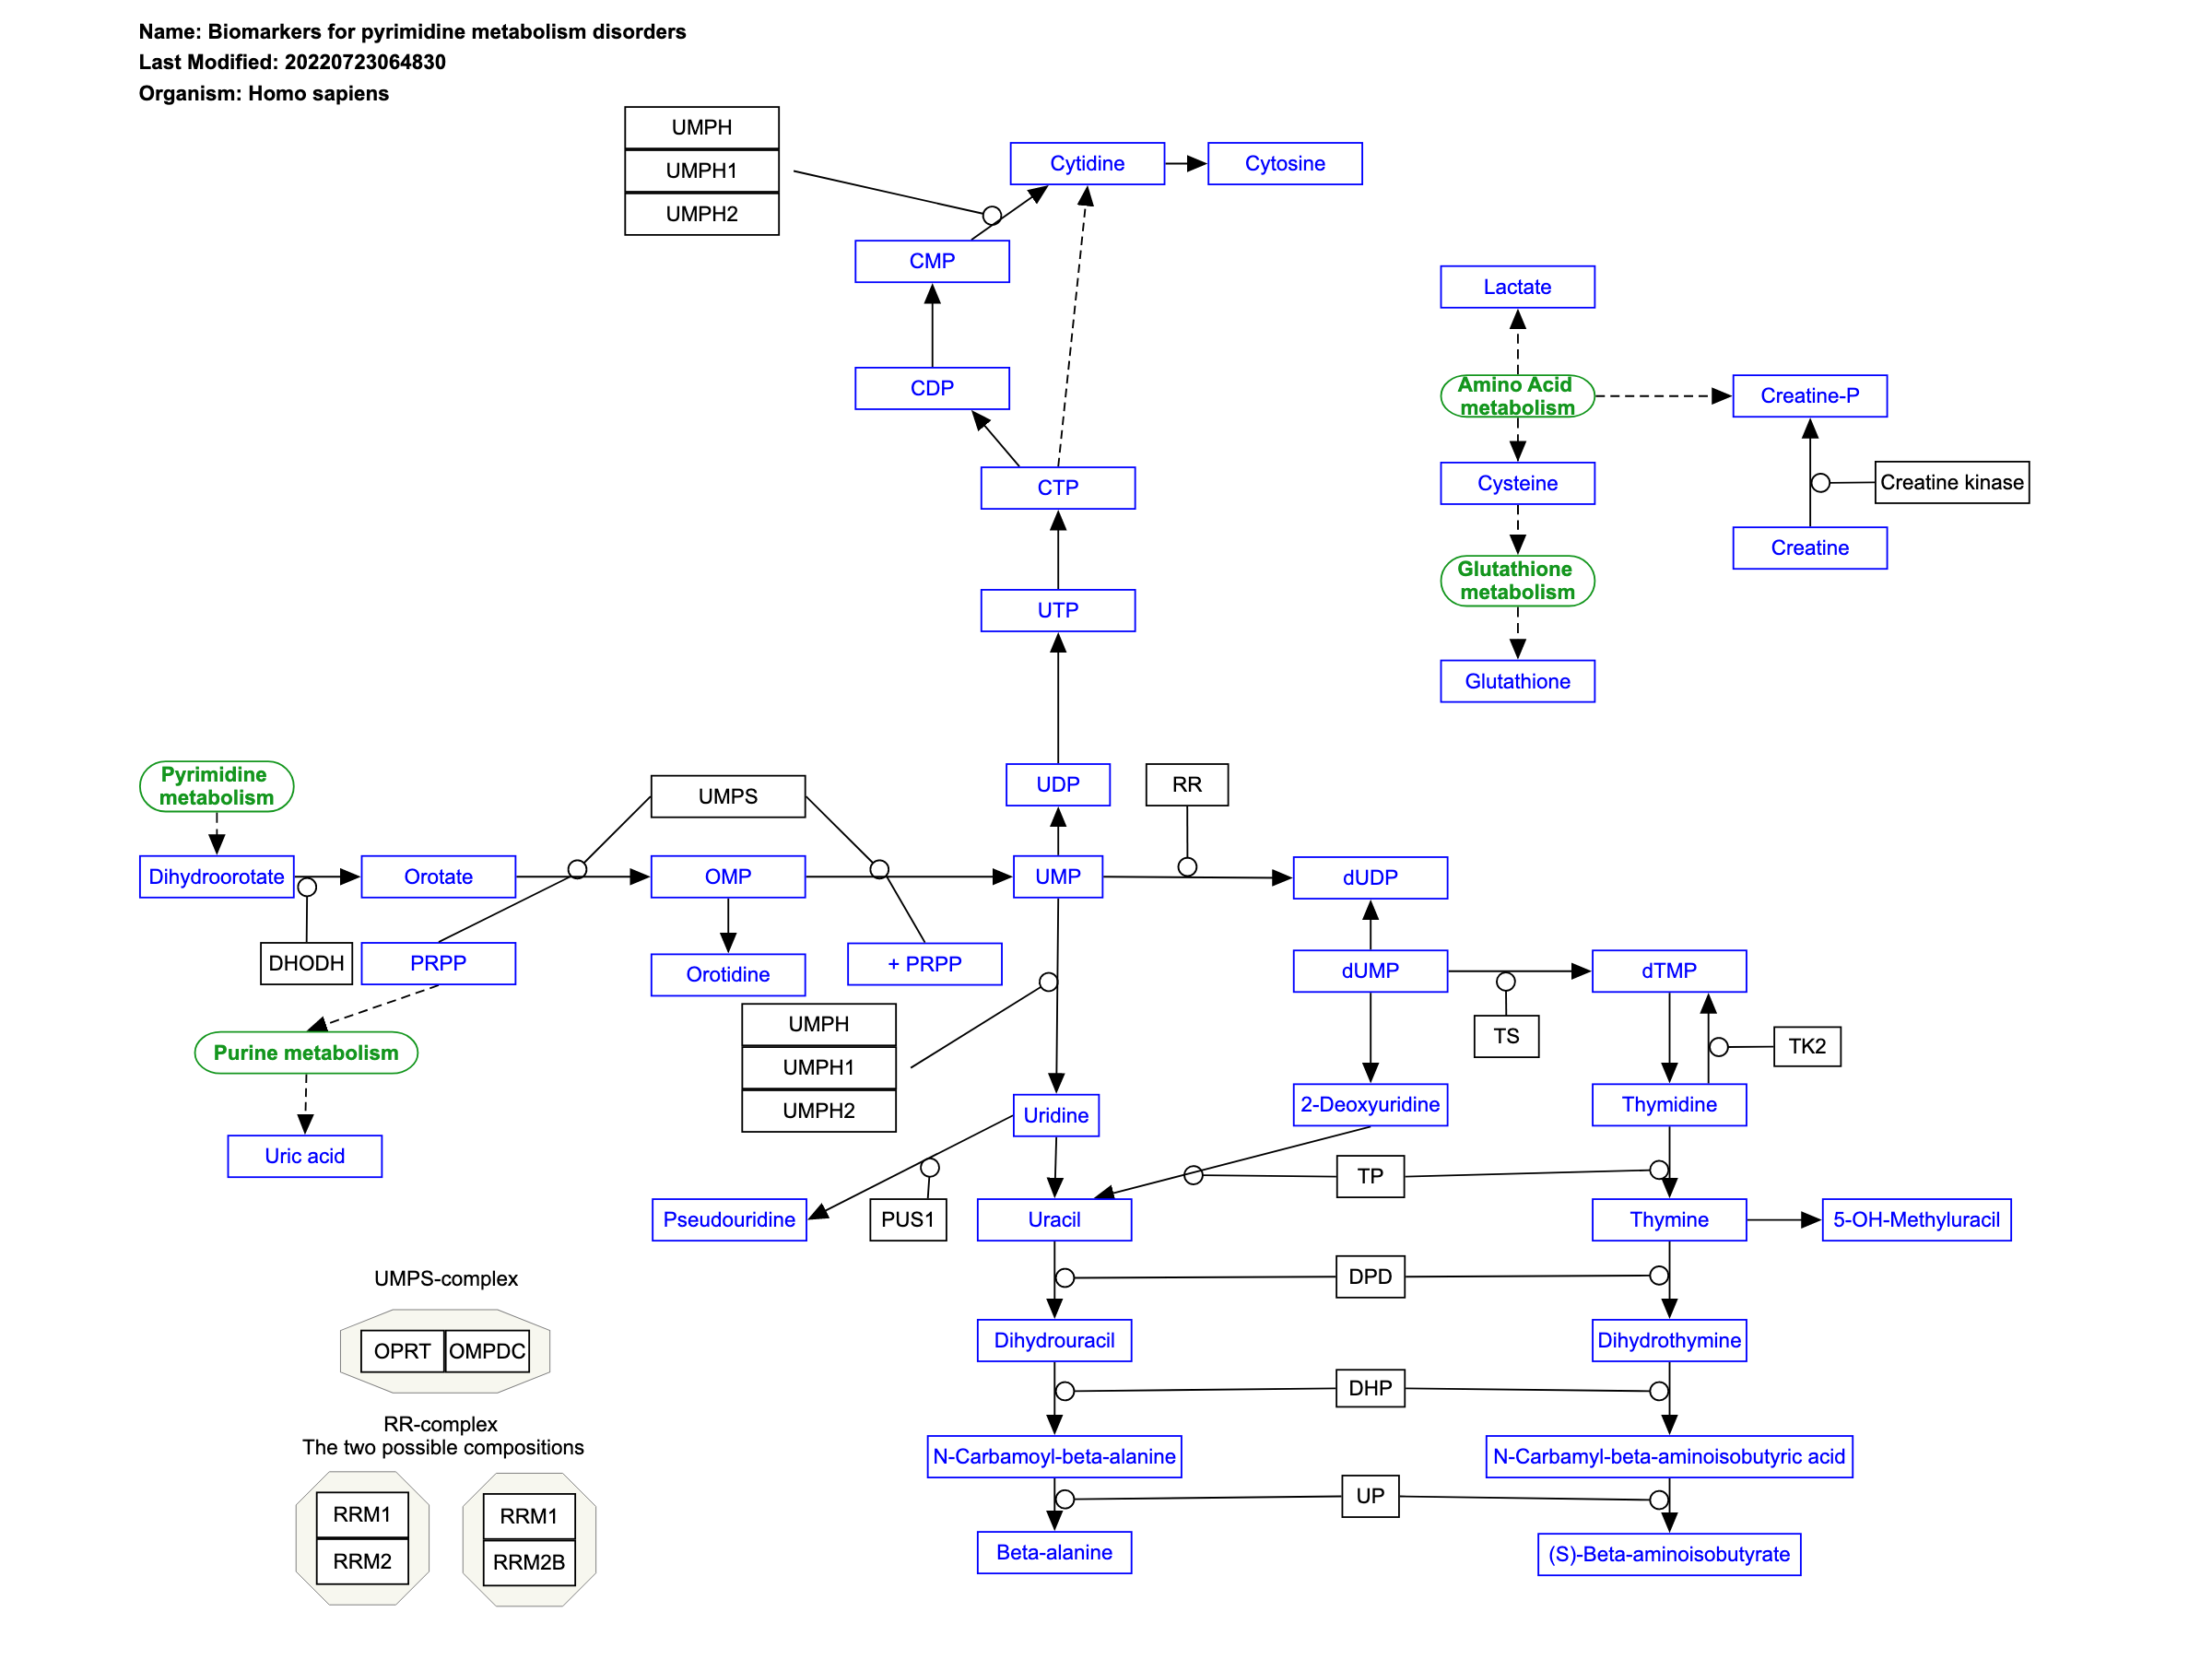 Name: Biomarkers for pyrimidine metabolism disorders
Last Modified: 20220723064830
Organism: Homo sapiens
UMPH
UMPH1
UMPH2
Cytidine
Cytosine
CMP
Lactate
CDP
Amino Acid
metabolism
Creatine-P
CTP
Cysteine
Creatine kinase
Creatine
Glutathione
metabolism
UTP
Glutathione
Pyrimidine
metabolism
UMPS
UDP
RR
Dihydroorotate
Orotate
OMP
UMP
dUDP
DHODH
PRPP
Orotidine
+ PRPP
dUMP
dTMP
UMPH
UMPH1
UMPH2
TS
TK2
Purine metabolism
Uridine
2-Deoxyuridine
Thymidine
Uric acid
TP
Pseudouridine
PUS1
Uracil
Thymine
5-OH-Methyluracil
DPD
UMPS-complex
OPRT
OMPDC
Dihydrouracil
Dihydrothymine
DHP
RR-complex
The two possible compositions
N-Carbamoyl-beta-alanine
N-Carbamyl-beta-aminoisobutyric acid
RRM1
RRM2
RRM1
RRM2B
UP
Beta-alanine
(S)-Beta-aminoisobutyrate